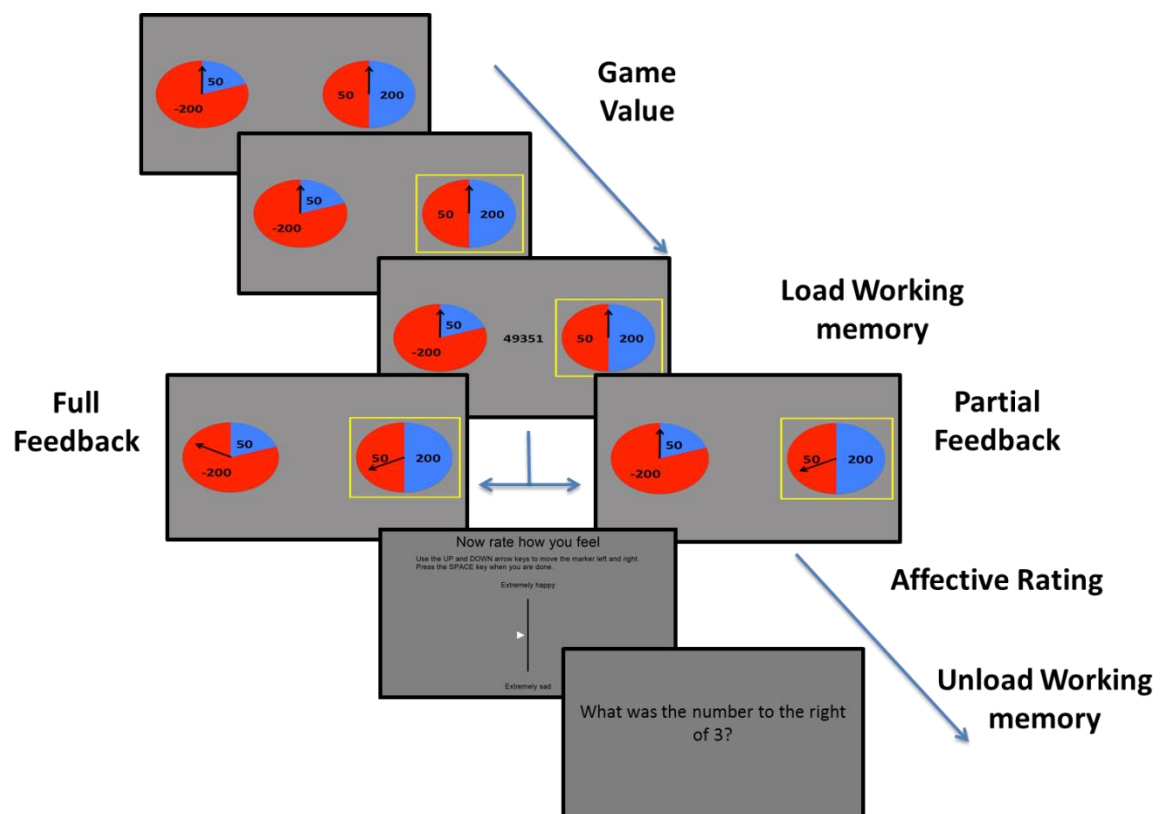 50
-200
50 200
Game
Value
50
-200
50 200
50
-200
49351
50 200
Load Working
memory
Full
Feedback
50
-200
50 200
50
-200
50 200
Partial
Feedback
Now rate how you feel
Use the UP and DOWN arrow keys to move the marker left and right.
Press the SPACE key when you are done.
Extremely happy
Extremely sad
Affective Rating
What was the number to the right
of 3?
Unload Working
memory